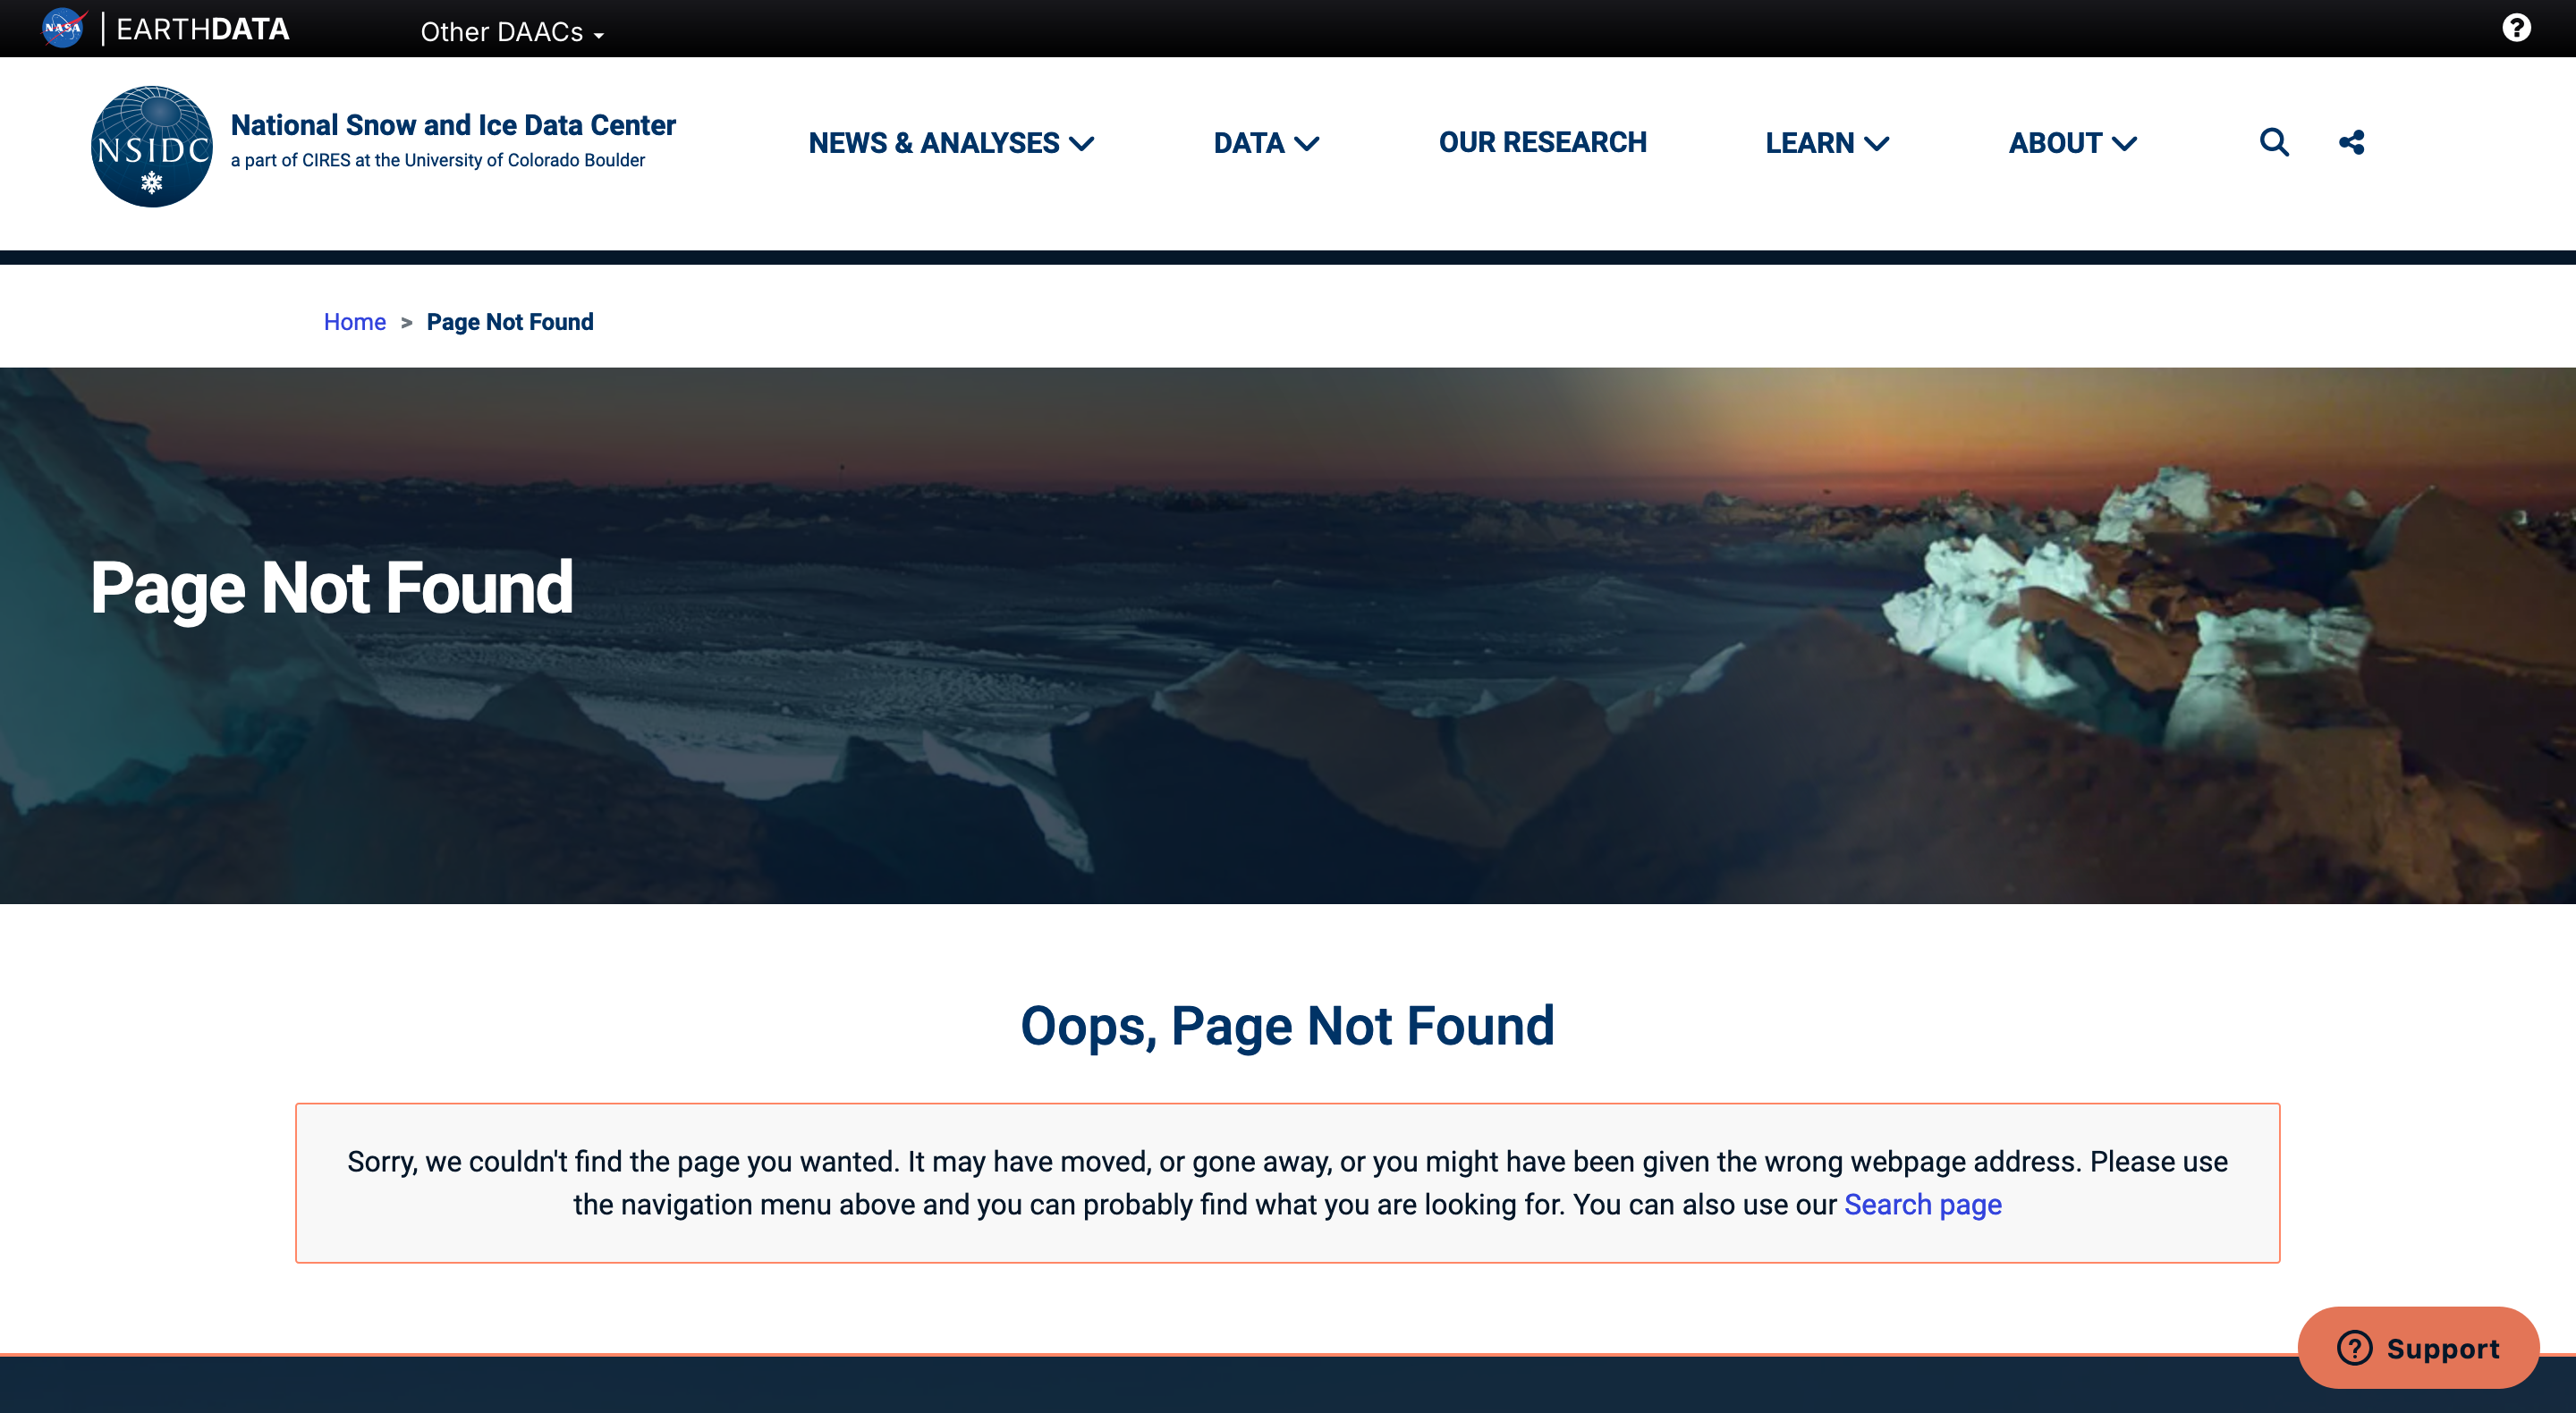 NASA EARTHDATA Other DAACs
NSIDC
National Snow and Ice Data Center
a part of CIRES at the University of Colorado Boulder
NEWS & ANALYSES DATA OUR RESEARCH LEARN ABOUT
Home > Page Not Found
Page Not Found
Oops, Page Not Found
Sorry, we couldn't find the page you wanted. It may have moved, or gone away, or you might have been given the wrong webpage address. Please use
the navigation menu above and you can probably find what you are looking for. You can also use our Search page
Support